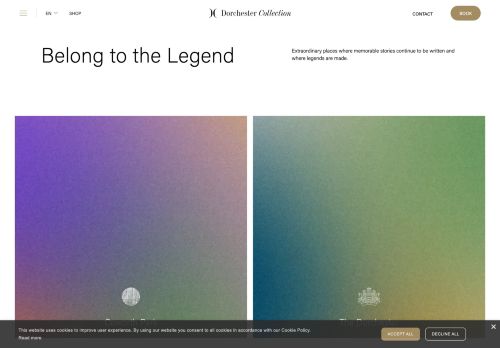 EN
SHOP
Dorchester Collection
CONTACT
BOOK
Belong to the Legend
Extraordinary places where memorable stories continue to be written and
where legends are made.
This website uses cookies to improve user experience. By using our website you consent to all cookies in accordance with our Cookie Policy.
Read more
ACCEPT ALL
DECLINE ALL